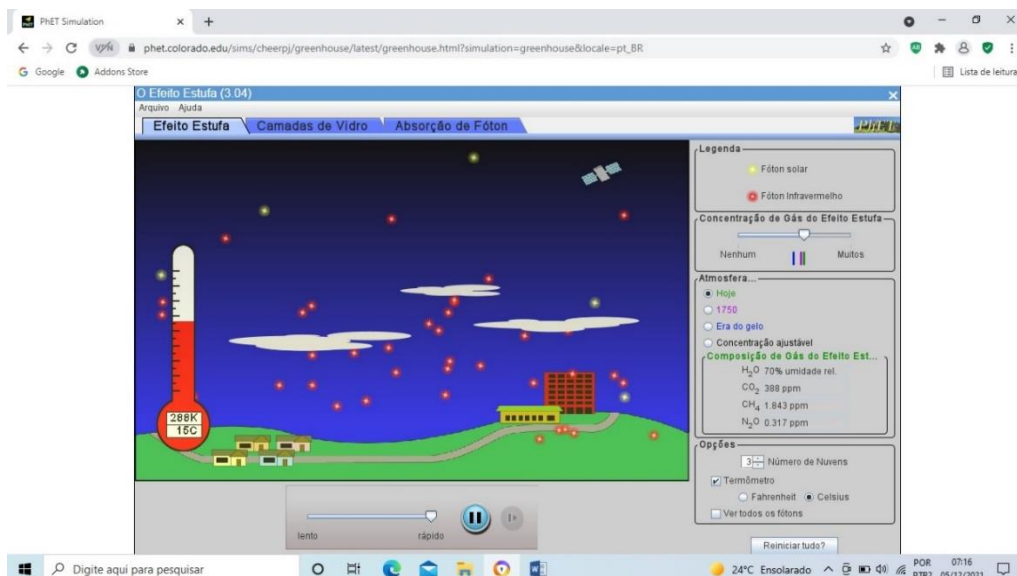 PhET Simulation
phet.colorado.edu/sims/cheerpj/greenhouse/latest/greenhouse.html?simulation=greenhouse&locale=pt_BR
Google Addons Store Lista de leitura
O Efeito Estufa (3.04)
Arquivo Ajuda
Efeito Estufa Camadas de Vidro Absorção de Fóton
PhET
Legenda
Fóton solar
Fóton Infravermelho
Concentração de Gás do Efeito Estufa
Nenhum Muitos
Atmosfera...
Hoje
1750
Era do gelo
Concentração ajustável
Composição de Gás do Efeito Est...
H2O 70% umidade rel.
CO2 388 ppm
CH4 1.843 ppm
N2O 0.317 ppm
288K
15C
Opções
3 Número de Nuvens
Termômetro
Fahrenheit Celsius
Ver todos os fótons
lento rápido
Reiniciar tudo?
Digite aqui para pesquisar
24°C Ensolarado
POR 07:16
PTB2 05/12/2021